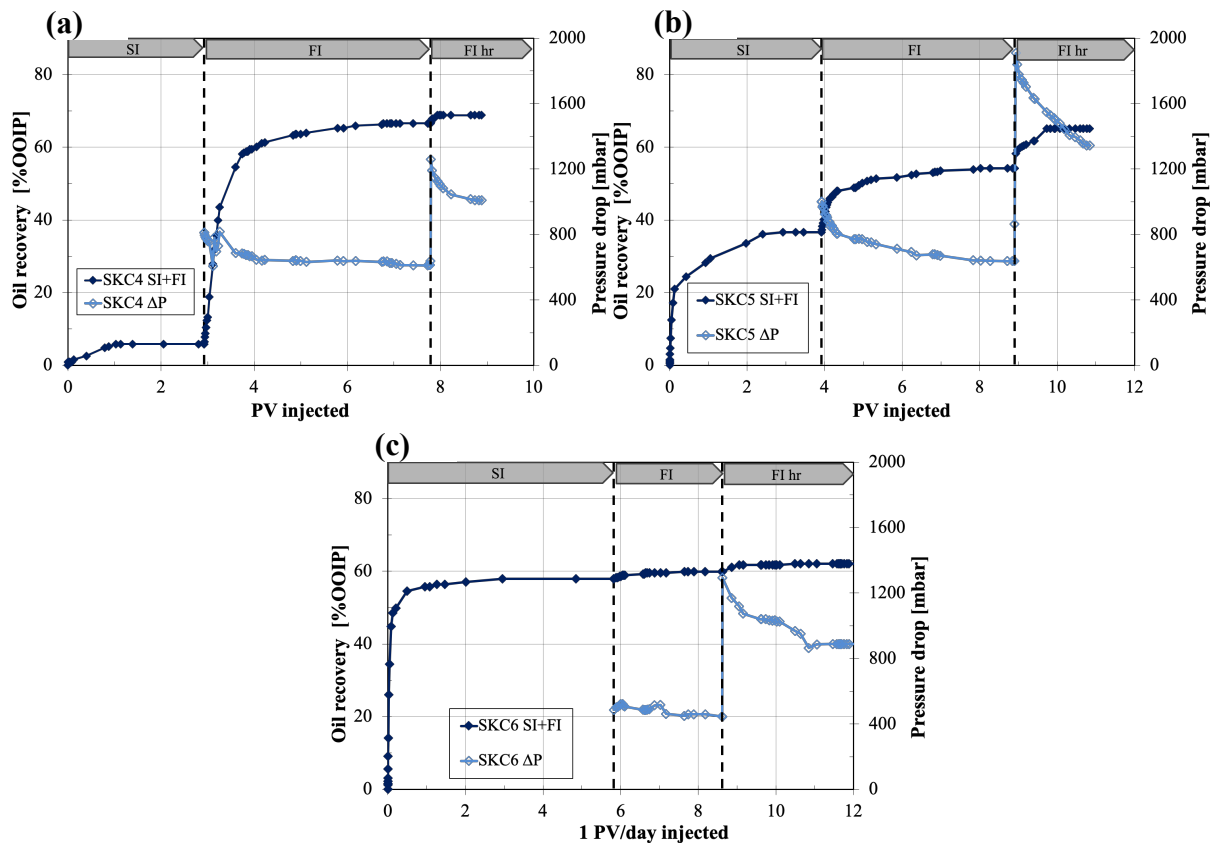 (a)
SI
FI
FI hr
2000
1600
1200
800
400
0
80
60
40
20
0
0
2
4
6
8
10
Oil recovery [%OOIP]
Pressure drop [mbar]
PV injected
SKC4 SI+FI
SKC4 ΔP
(b)
SI
FI
FI hr
2000
1600
1200
800
400
0
80
60
40
20
0
0
2
4
6
8
10
12
Oil recovery [%OOIP]
Pressure drop [mbar]
PV injected
SKC5 SI+FI
SKC5 ΔP
(c)
SI
FI
FI hr
2000
1600
1200
800
400
0
80
60
40
20
0
0
2
4
6
8
10
12
Oil recovery [%OOIP]
Pressure drop [mbar]
1 PV/day injected
SKC6 SI+FI
SKC6 ΔP